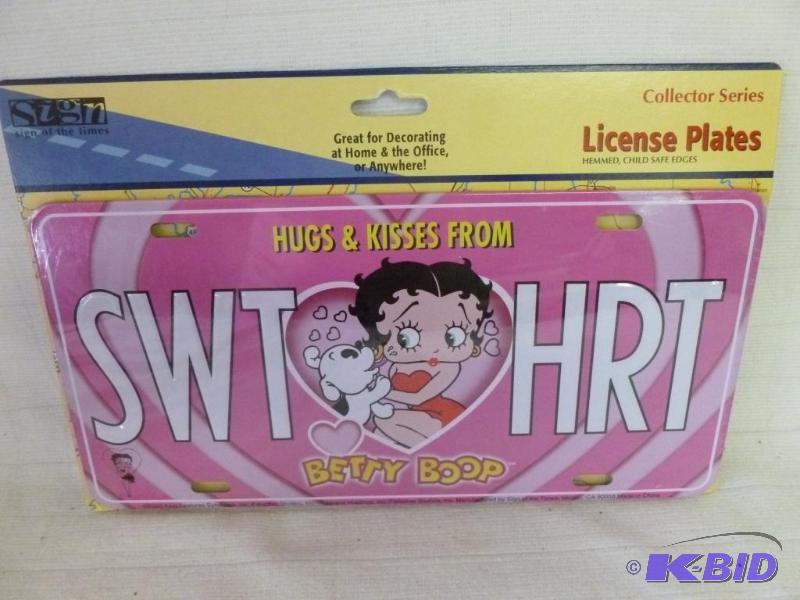 Sign
sign of the times
Great for Decorating
at Home & the Office,
or Anywhere!
Collector Series
License Plates
HEMMED, CHILD SAFE EDGES
HUGS & KISSES FROM
SWT HRT
BETTY BOOP
© K-BID